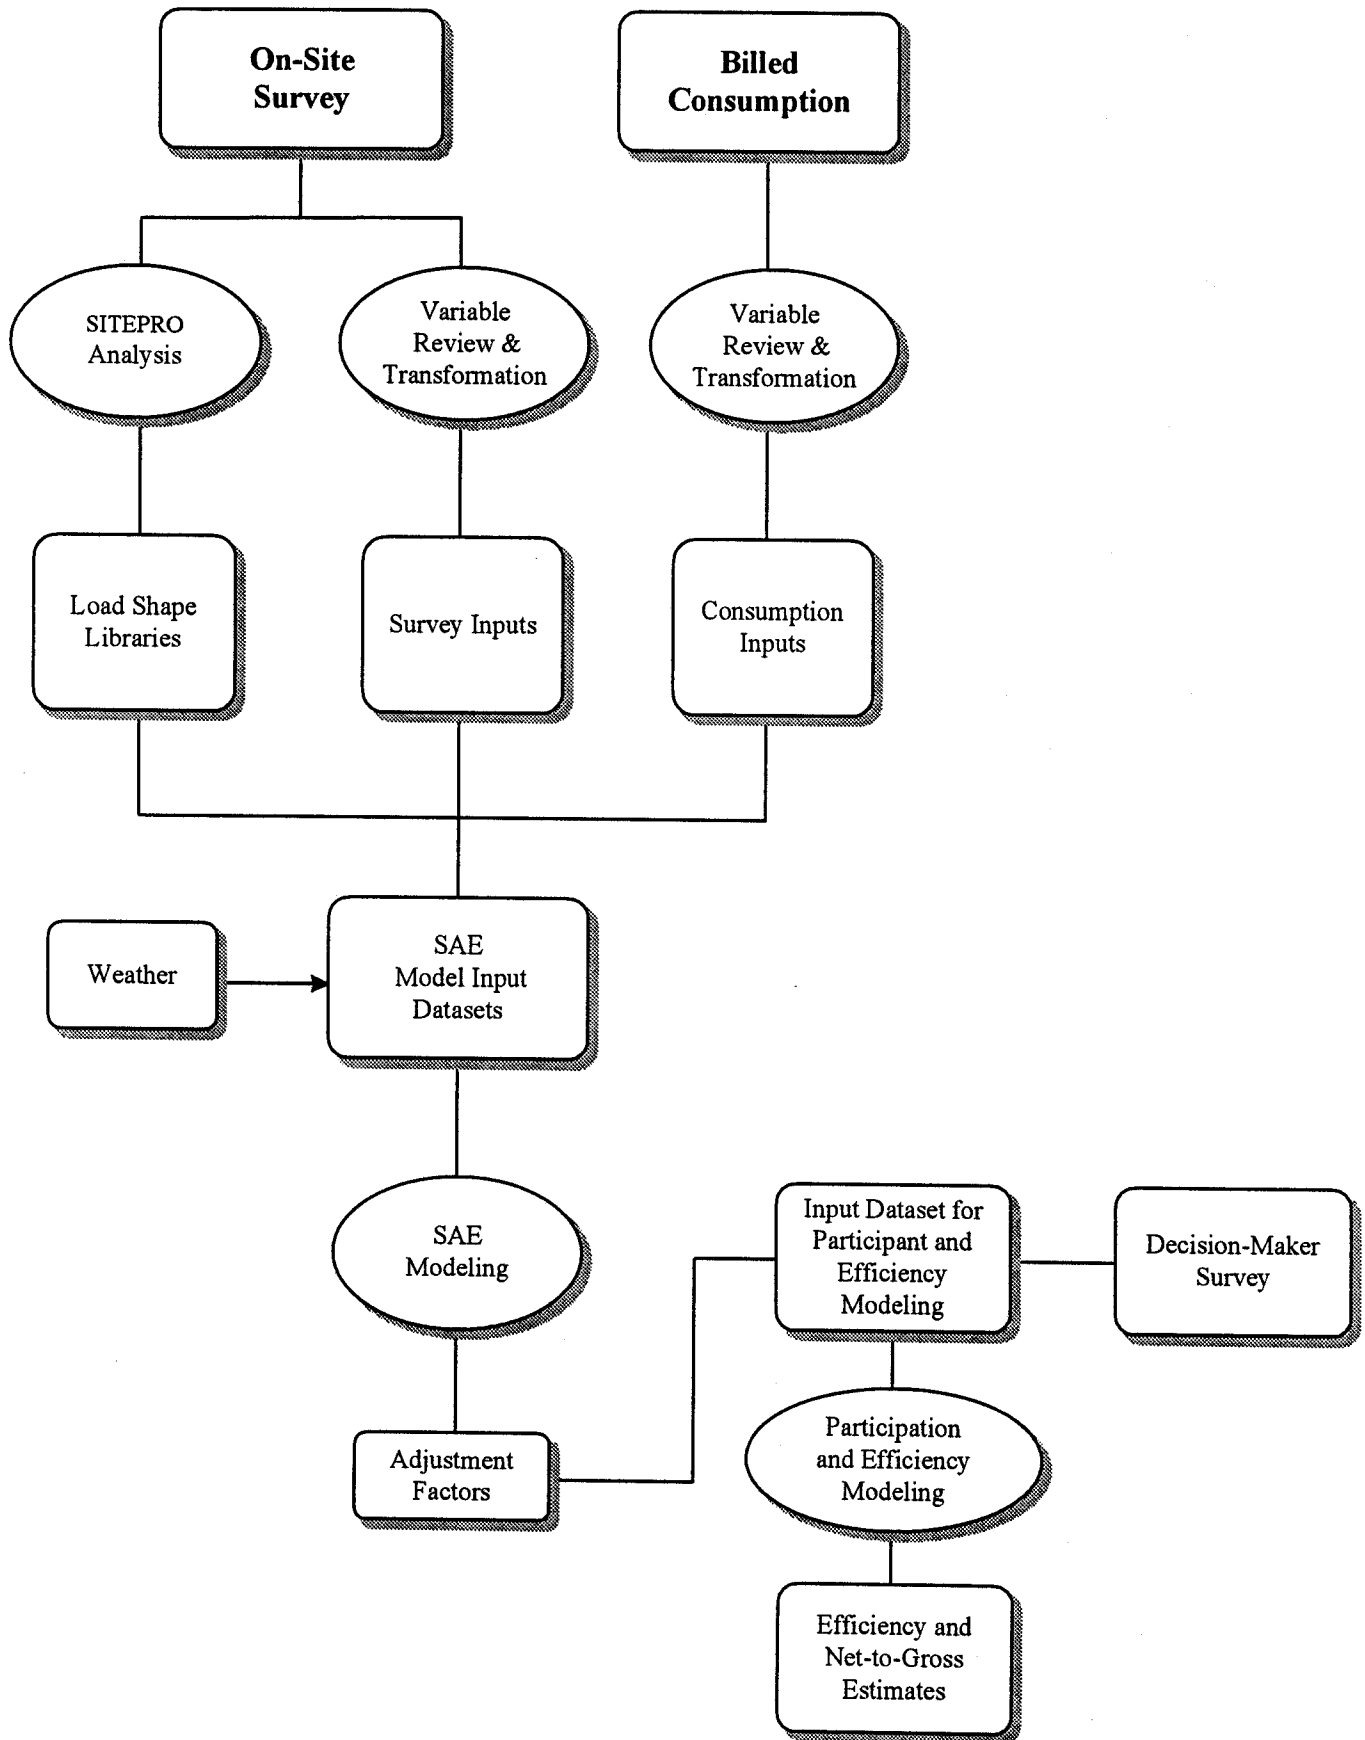 On-Site
Survey
Billed
Consumption
SITEPRO
Analysis
Variable
Review &
Transformation
Variable
Review &
Transformation
Load Shape
Libraries
Survey Inputs
Consumption
Inputs
Weather
SAE
Model Input
Datasets
SAE
Modeling
Input Dataset for
Participant and
Efficiency
Modeling
Decision-Maker
Survey
Adjustment
Factors
Participation
and Efficiency
Modeling
Efficiency and
Net-to-Gross
Estimates